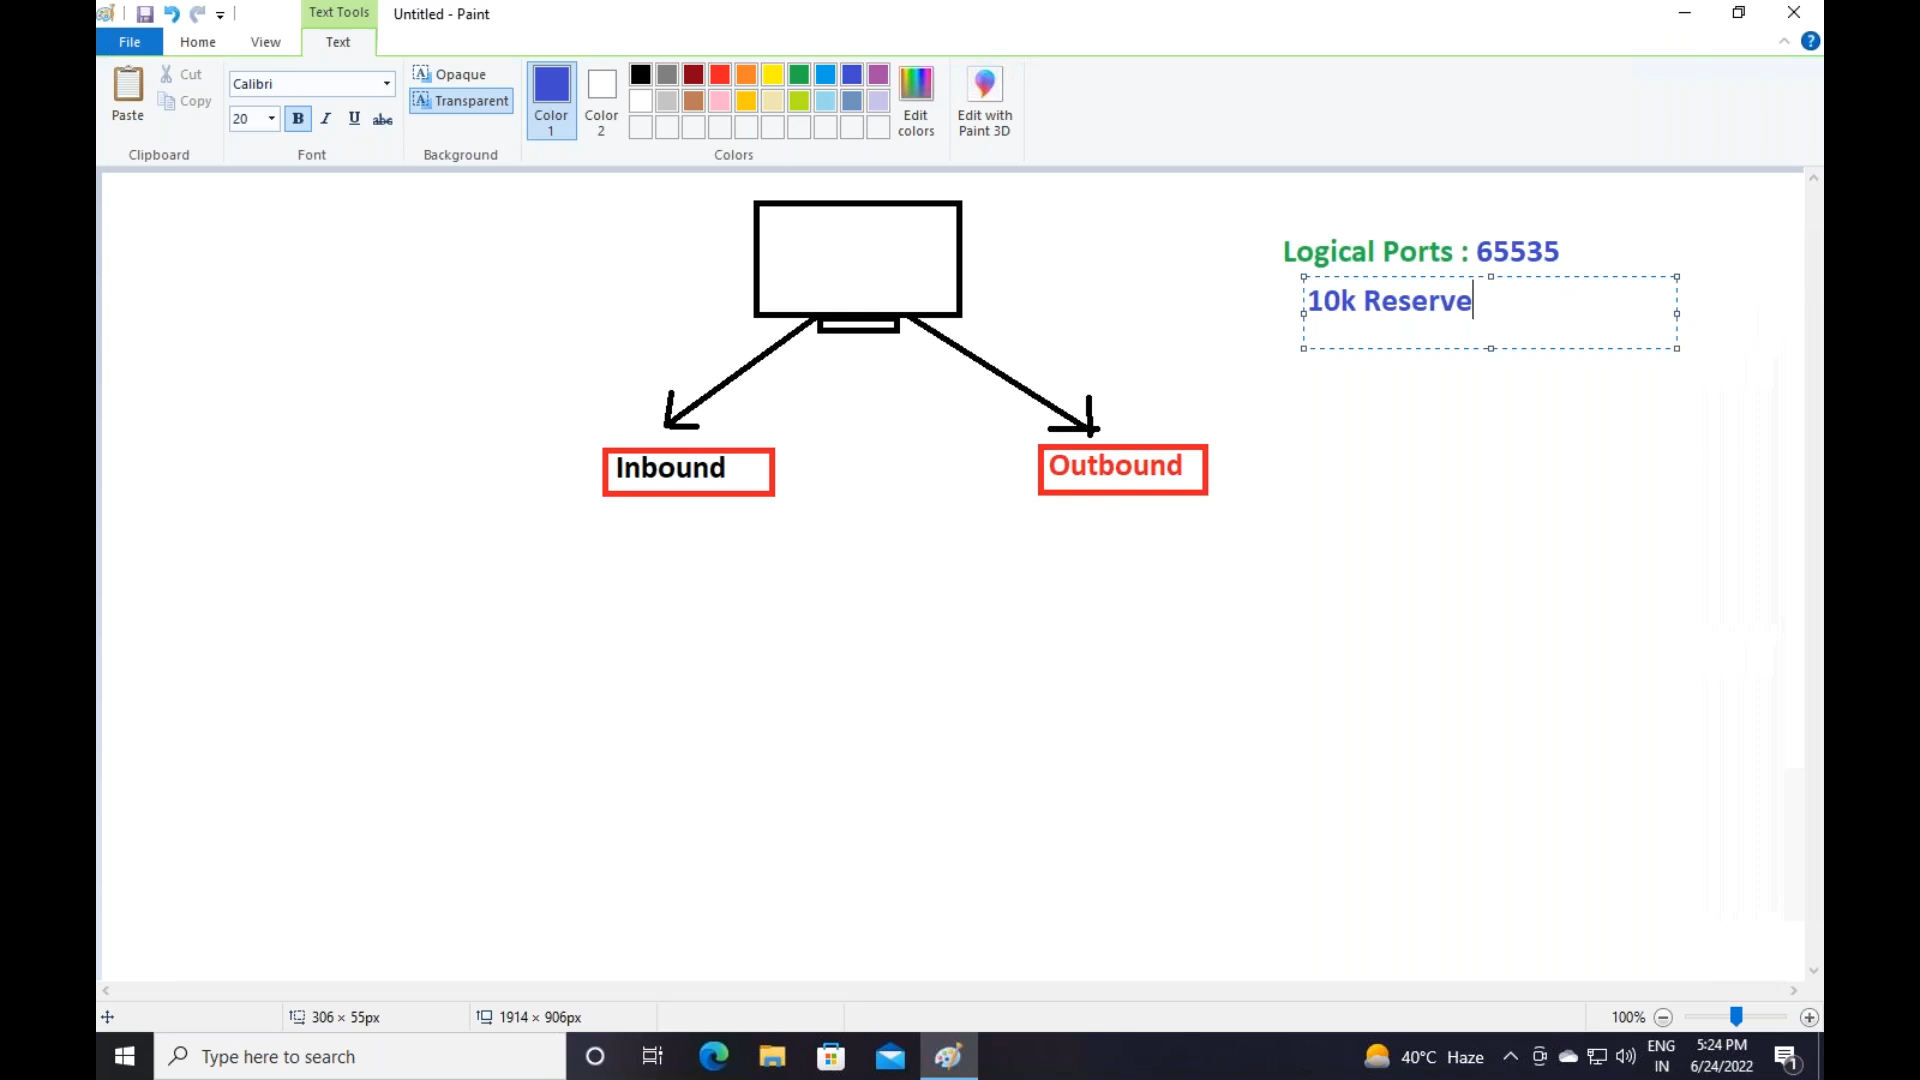 Text Tools
Untitled - Paint
File
Home
View
Text
Paste
Cut
Copy
Clipboard
Calibri
20
B
I
U
abc
Font
Opaque
Transparent
Background
Color
1
Color
2
Edit
colors
Colors
Edit with
Paint 3D
Logical Ports : 65535
10k Reserve
Inbound
Outbound
306 × 55px
1914 × 906px
100%
Type here to search
40°C Haze
ENG
IN
5:24 PM
6/24/2022
1